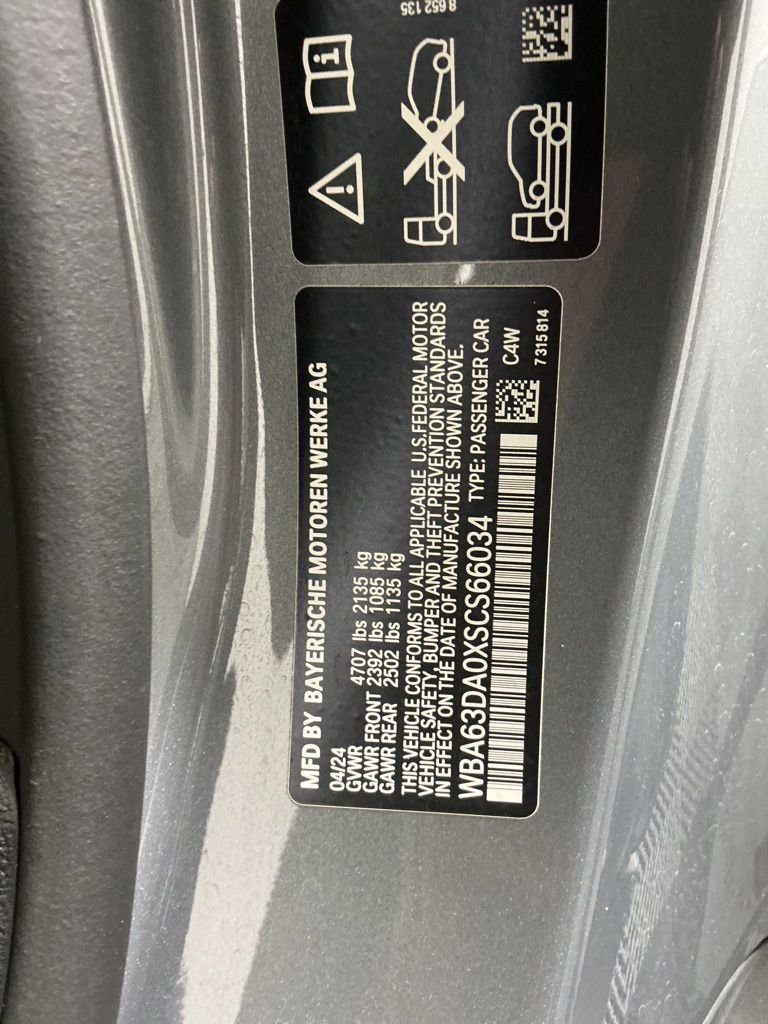 8 652 135
MFD BY BAYERISCHE MOTOREN WERKE AG
04/24
GVWR 4707 lbs 2135 kg
GAWR FRONT 2392 lbs 1085 kg
GAWR REAR 2502 lbs 1135 kg
THIS VEHICLE CONFORMS TO ALL APPLICABLE U.S. FEDERAL MOTOR
VEHICLE SAFETY, BUMPER AND THEFT PREVENTION STANDARDS
IN EFFECT ON THE DATE OF MANUFACTURE SHOWN ABOVE.
WBA63DA0XSCS66034 TYPE: PASSENGER CAR
C4W
7 315 814